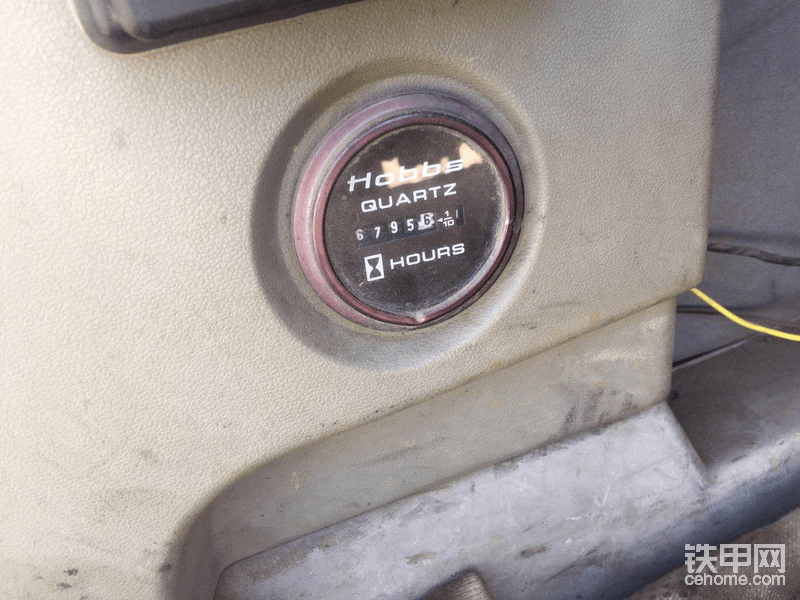 Hobbs
QUARTZ
67956 1/10
HOURS
铁甲网
cehome.com